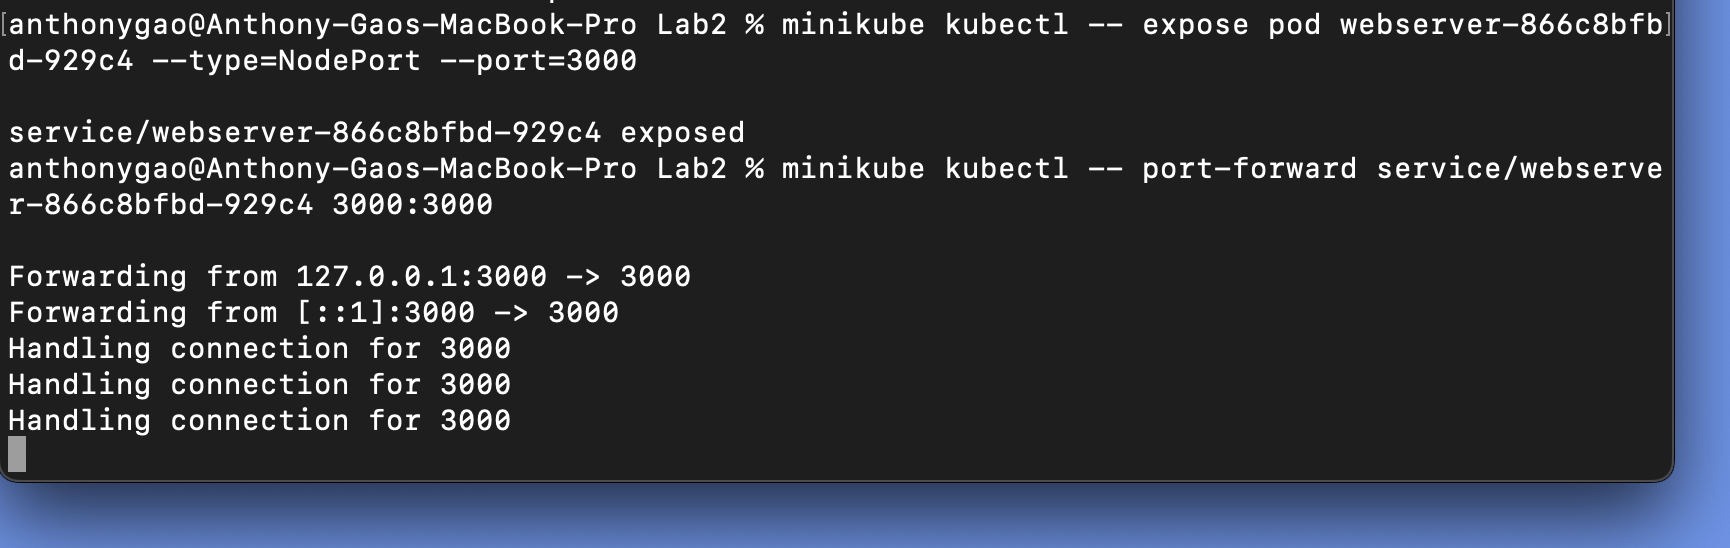 [anthonygao@Anthony-Gaos-MacBook-Pro Lab2 % minikube kubectl -- expose pod webserver-866c8bfb]
d-929c4 --type=NodePort --port=3000
service/webserver-866c8bfbd-929c4 exposed
anthonygao@Anthony-Gaos-MacBook-Pro Lab2 % minikube kubectl -- port-forward service/webserve
r-866c8bfbd-929c4 3000:3000
Forwarding from 127.0.0.1:3000 -> 3000
Forwarding from [::1]:3000 -> 3000
Handling connection for 3000
Handling connection for 3000
Handling connection for 3000